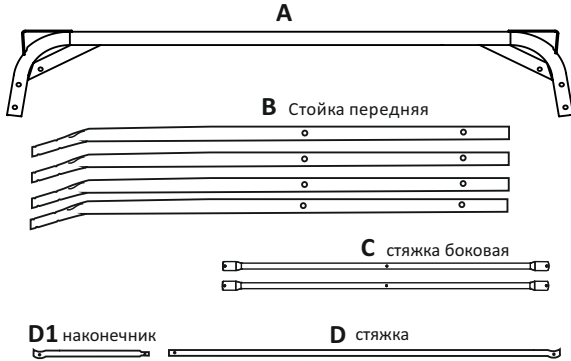 A
B Стойка передняя
C стяжка боковая
D1 наконечник
D стяжка